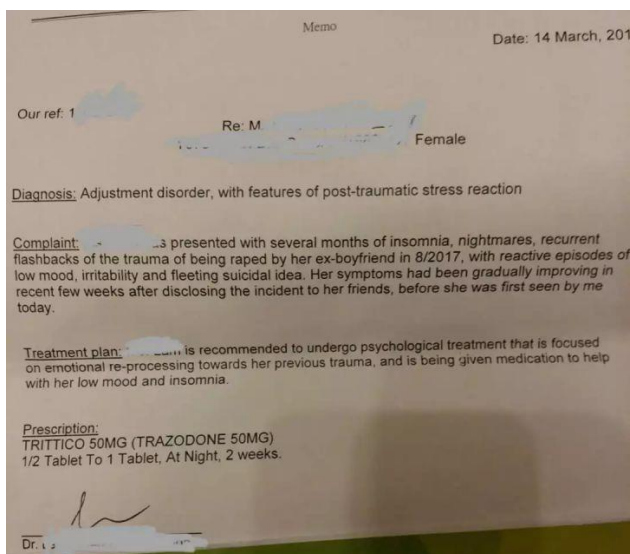 Memo
Date: 14 March, 201
Our ref: 1
Re: M
Female
Diagnosis: Adjustment disorder, with features of post-traumatic stress reaction
Complaint: presented with several months of insomnia, nightmares, recurrent
flashbacks of the trauma of being raped by her ex-boyfriend in 8/2017, with reactive episodes of
low mood, irritability and fleeting suicidal idea. Her symptoms had been gradually improving in
recent few weeks after disclosing the incident to her friends, before she was first seen by me
today.
Treatment plan: is recommended to undergo psychological treatment that is focused
on emotional re-processing towards her previous trauma, and is being given medication to help
with her low mood and insomnia.
Prescription:
TRITTICO 50MG (TRAZODONE 50MG)
1/2 Tablet To 1 Tablet, At Night, 2 weeks.
Dr.